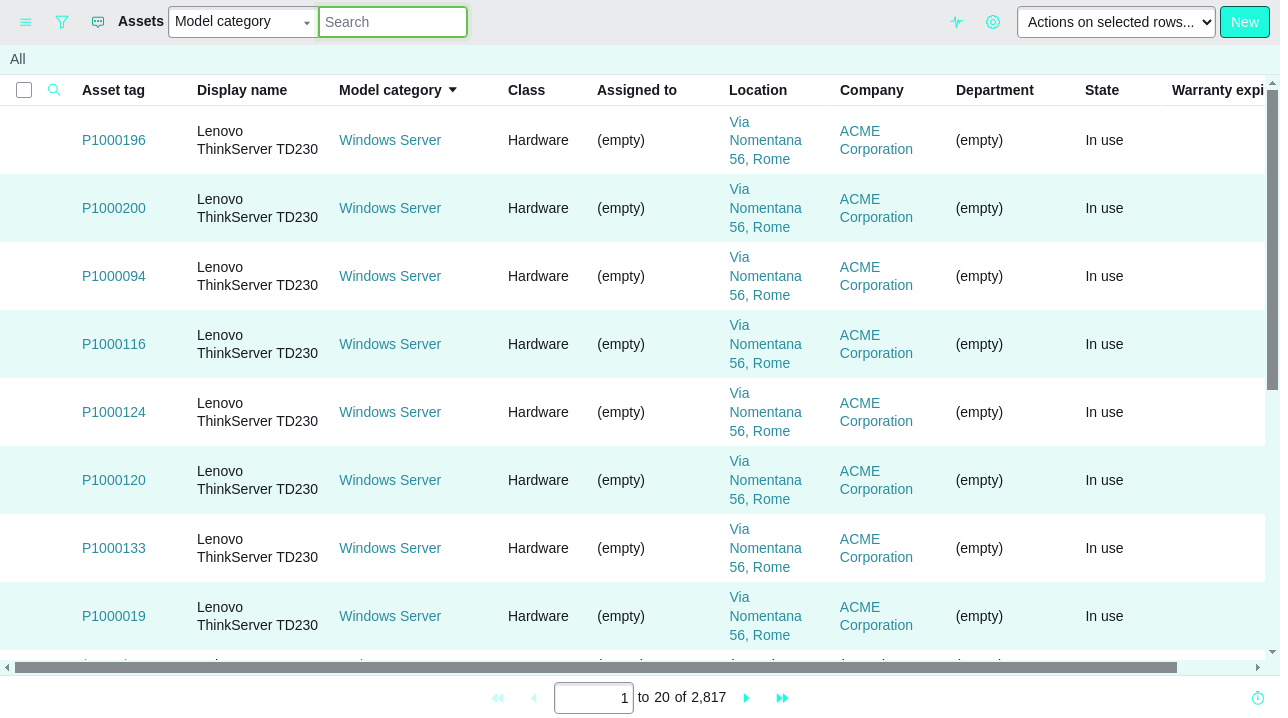 Assets Model category Search Actions on selected rows... New
All
Asset tag Display name Model category Class Assigned to Location Company Department State Warranty expi
P1000196 Lenovo ThinkServer TD230 Windows Server Hardware (empty) Via Nomentana 56, Rome ACME Corporation (empty) In use
P1000200 Lenovo ThinkServer TD230 Windows Server Hardware (empty) Via Nomentana 56, Rome ACME Corporation (empty) In use
P1000094 Lenovo ThinkServer TD230 Windows Server Hardware (empty) Via Nomentana 56, Rome ACME Corporation (empty) In use
P1000116 Lenovo ThinkServer TD230 Windows Server Hardware (empty) Via Nomentana 56, Rome ACME Corporation (empty) In use
P1000124 Lenovo ThinkServer TD230 Windows Server Hardware (empty) Via Nomentana 56, Rome ACME Corporation (empty) In use
P1000120 Lenovo ThinkServer TD230 Windows Server Hardware (empty) Via Nomentana 56, Rome ACME Corporation (empty) In use
P1000133 Lenovo ThinkServer TD230 Windows Server Hardware (empty) Via Nomentana 56, Rome ACME Corporation (empty) In use
P1000019 Lenovo ThinkServer TD230 Windows Server Hardware (empty) Via Nomentana 56, Rome ACME Corporation (empty) In use
1 to 20 of 2,817